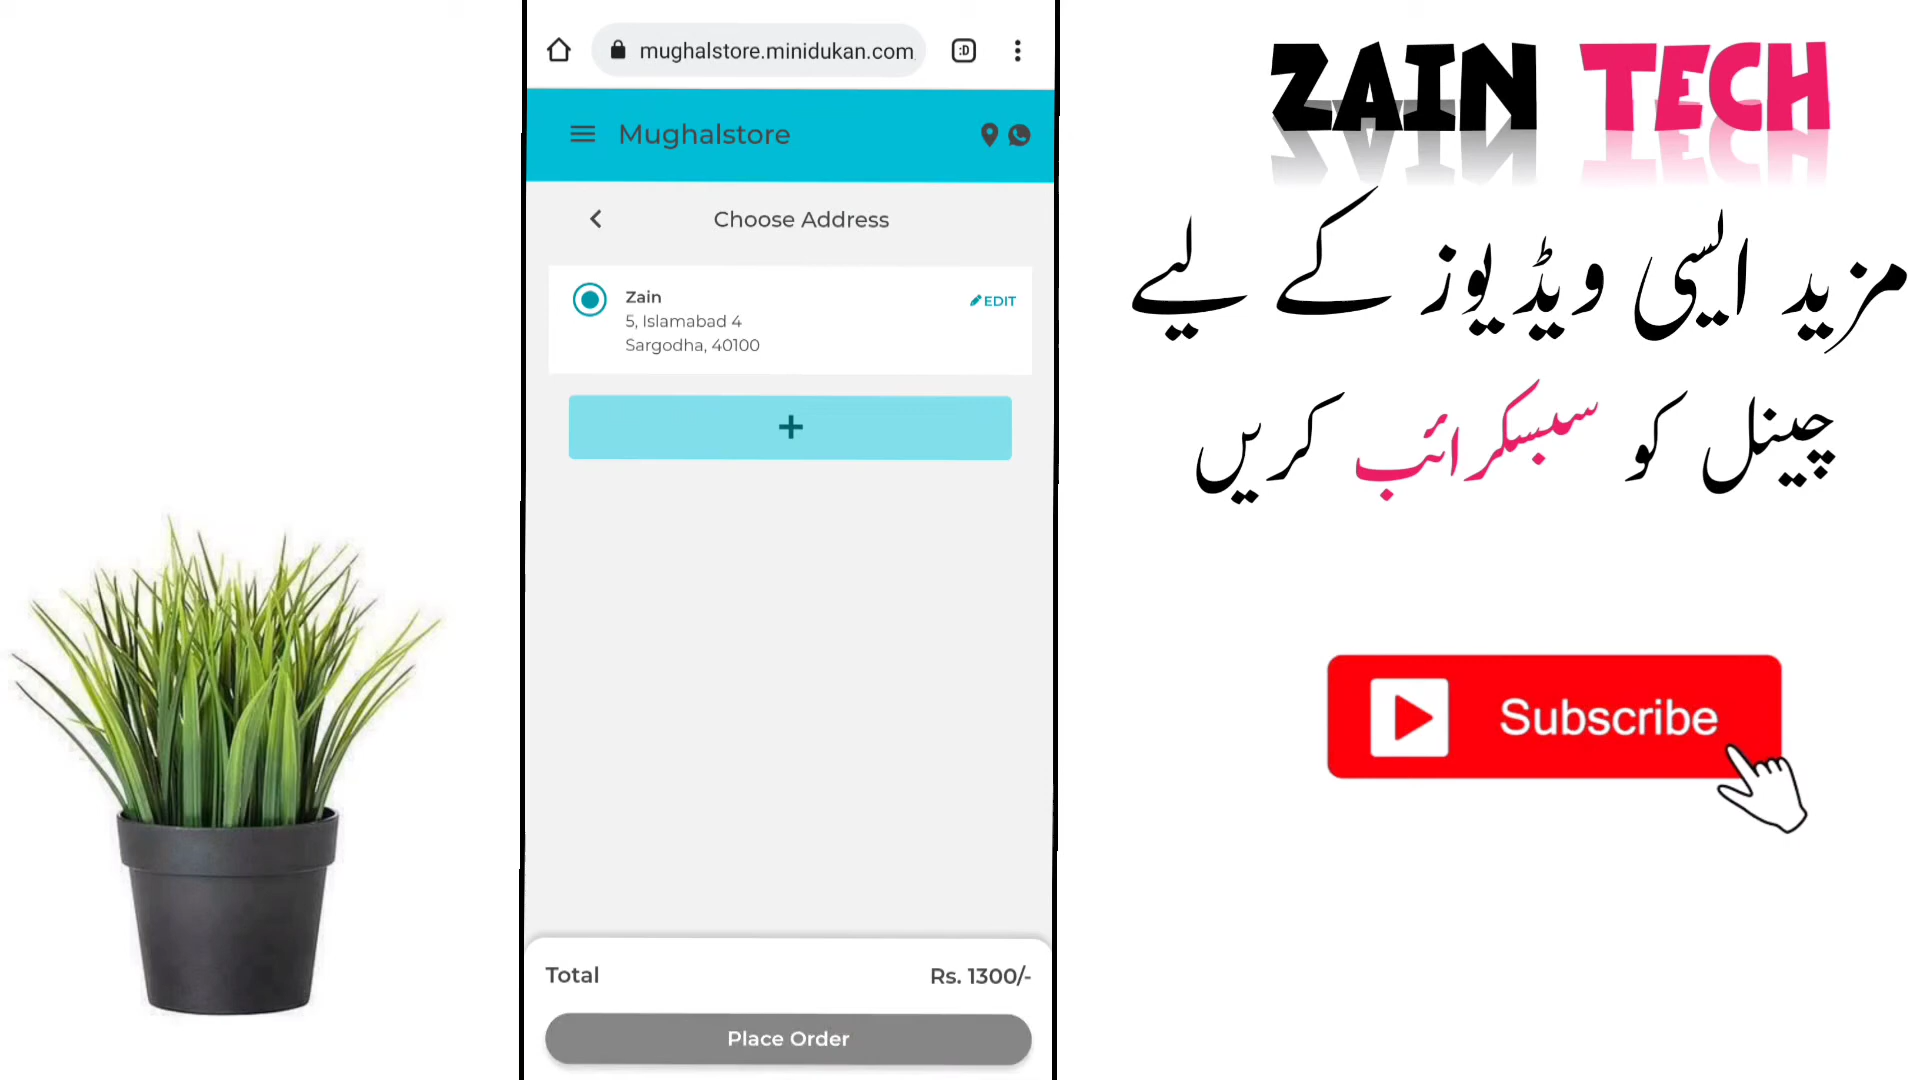 mughalstore.minidukan.com
:D
Mughalstore
Choose Address
Zain
EDIT
5, Islamabad 4
Sargodha, 40100
+
Total
Rs. 1300/-
Place Order
ZAIN TECH
مزید ایسی ویڈیوز کے لیے
چینل کو سبسکرائب کریں
Subscribe